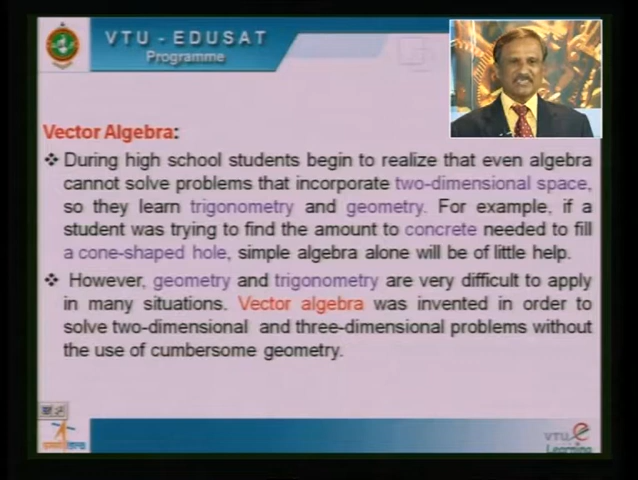 VTU - EDUSAT
Programme
Vector Algebra:
❖ During high school students begin to realize that even algebra
cannot solve problems that incorporate two-dimensional space,
so they learn trigonometry and geometry. For example, if a
student was trying to find the amount to concrete needed to fill
a cone-shaped hole, simple algebra alone will be of little help.
❖ However, geometry and trigonometry are very difficult to apply
in many situations. Vector algebra was invented in order to
solve two-dimensional and three-dimensional problems without
the use of cumbersome geometry.
VTU e
Learning